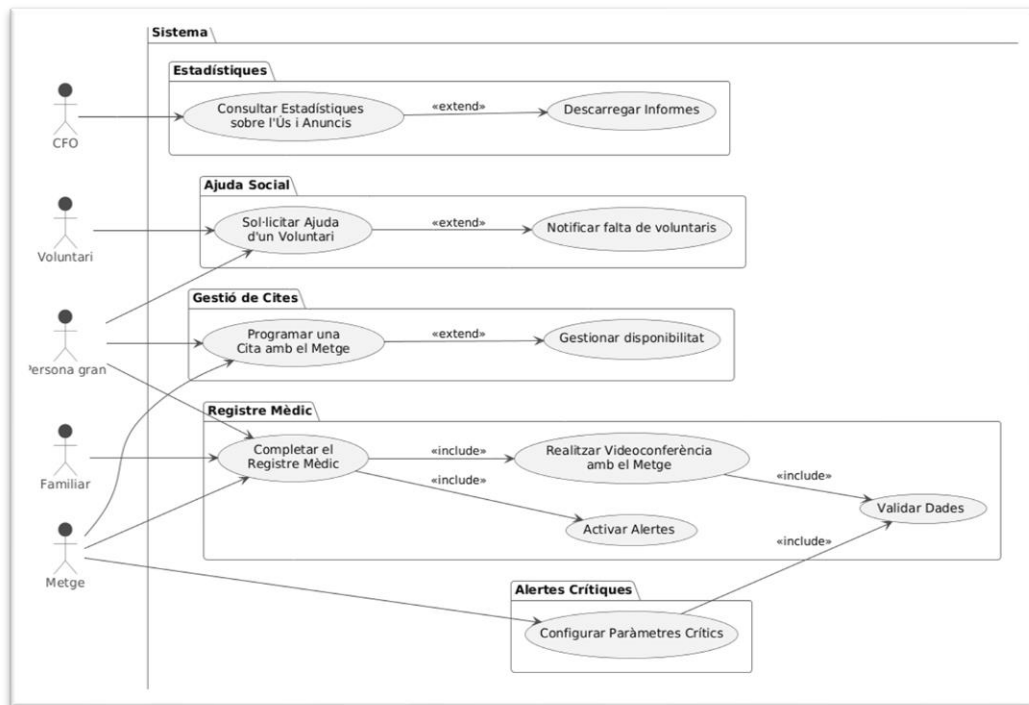 Sistema
Estadístiques
CFO
Consultar Estadístiques
sobre l'Ús i Anuncis
«extend»
Descarregar Informes
Ajuda Social
Voluntari
Sol·licitar Ajuda
d'un Voluntari
«extend»
Notificar falta de voluntaris
Gestió de Cites
Persona gran
Programar una
Cita amb el Metge
«extend»
Gestionar disponibilitat
Registre Mèdic
Familiar
Completar el
Registre Mèdic
«include»
Realitzar Videoconferència
amb el Metge
«include»
«include»
Validar Dades
Activar Alertes
«include»
Metge
Alertes Crítiques
Configurar Paràmetres Crítics